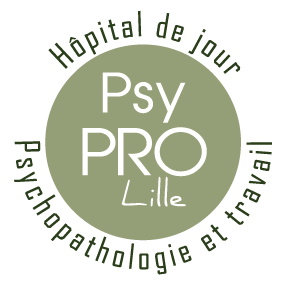 Hôpital de jour
Psy
PRO
Lille
Psychopathologie et travail